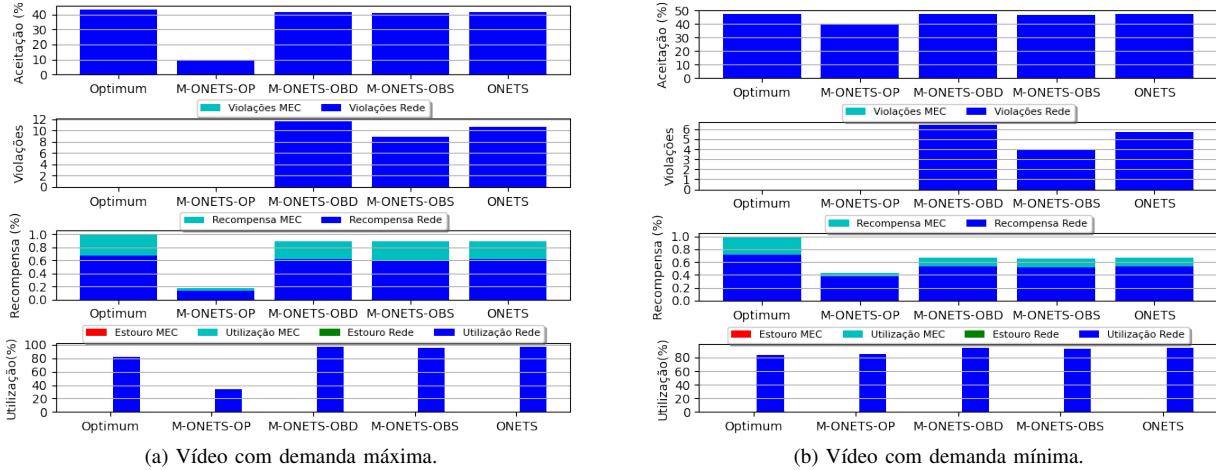 Aceitação (%)
40
30
20
10
0
Optimum M-ONETS-OP M-ONETS-OBD M-ONETS-OBS ONETS
Violações MEC Violações Rede
Violações
12
10
8
6
4
2
0
Optimum M-ONETS-OP M-ONETS-OBD M-ONETS-OBS ONETS
Recompensa MEC Recompensa Rede
Recompensa (%)
1.0
0.8
0.6
0.4
0.2
0.0
Optimum M-ONETS-OP M-ONETS-OBD M-ONETS-OBS ONETS
Estouro MEC Utilização MEC Estouro Rede Utilização Rede
Utilização(%)
100
80
60
40
20
0
Optimum M-ONETS-OP M-ONETS-OBD M-ONETS-OBS ONETS
(a) Vídeo com demanda máxima.
Aceitação (%)
50
40
30
20
10
0
Optimum M-ONETS-OP M-ONETS-OBD M-ONETS-OBS ONETS
Violações MEC Violações Rede
Violações
6
5
4
3
2
1
0
Optimum M-ONETS-OP M-ONETS-OBD M-ONETS-OBS ONETS
Recompensa MEC Recompensa Rede
Recompensa (%)
1.0
0.8
0.6
0.4
0.2
0.0
Optimum M-ONETS-OP M-ONETS-OBD M-ONETS-OBS ONETS
Estouro MEC Utilização MEC Estouro Rede Utilização Rede
Utilização(%)
80
60
40
20
0
Optimum M-ONETS-OP M-ONETS-OBD M-ONETS-OBS ONETS
(b) Vídeo com demanda mínima.